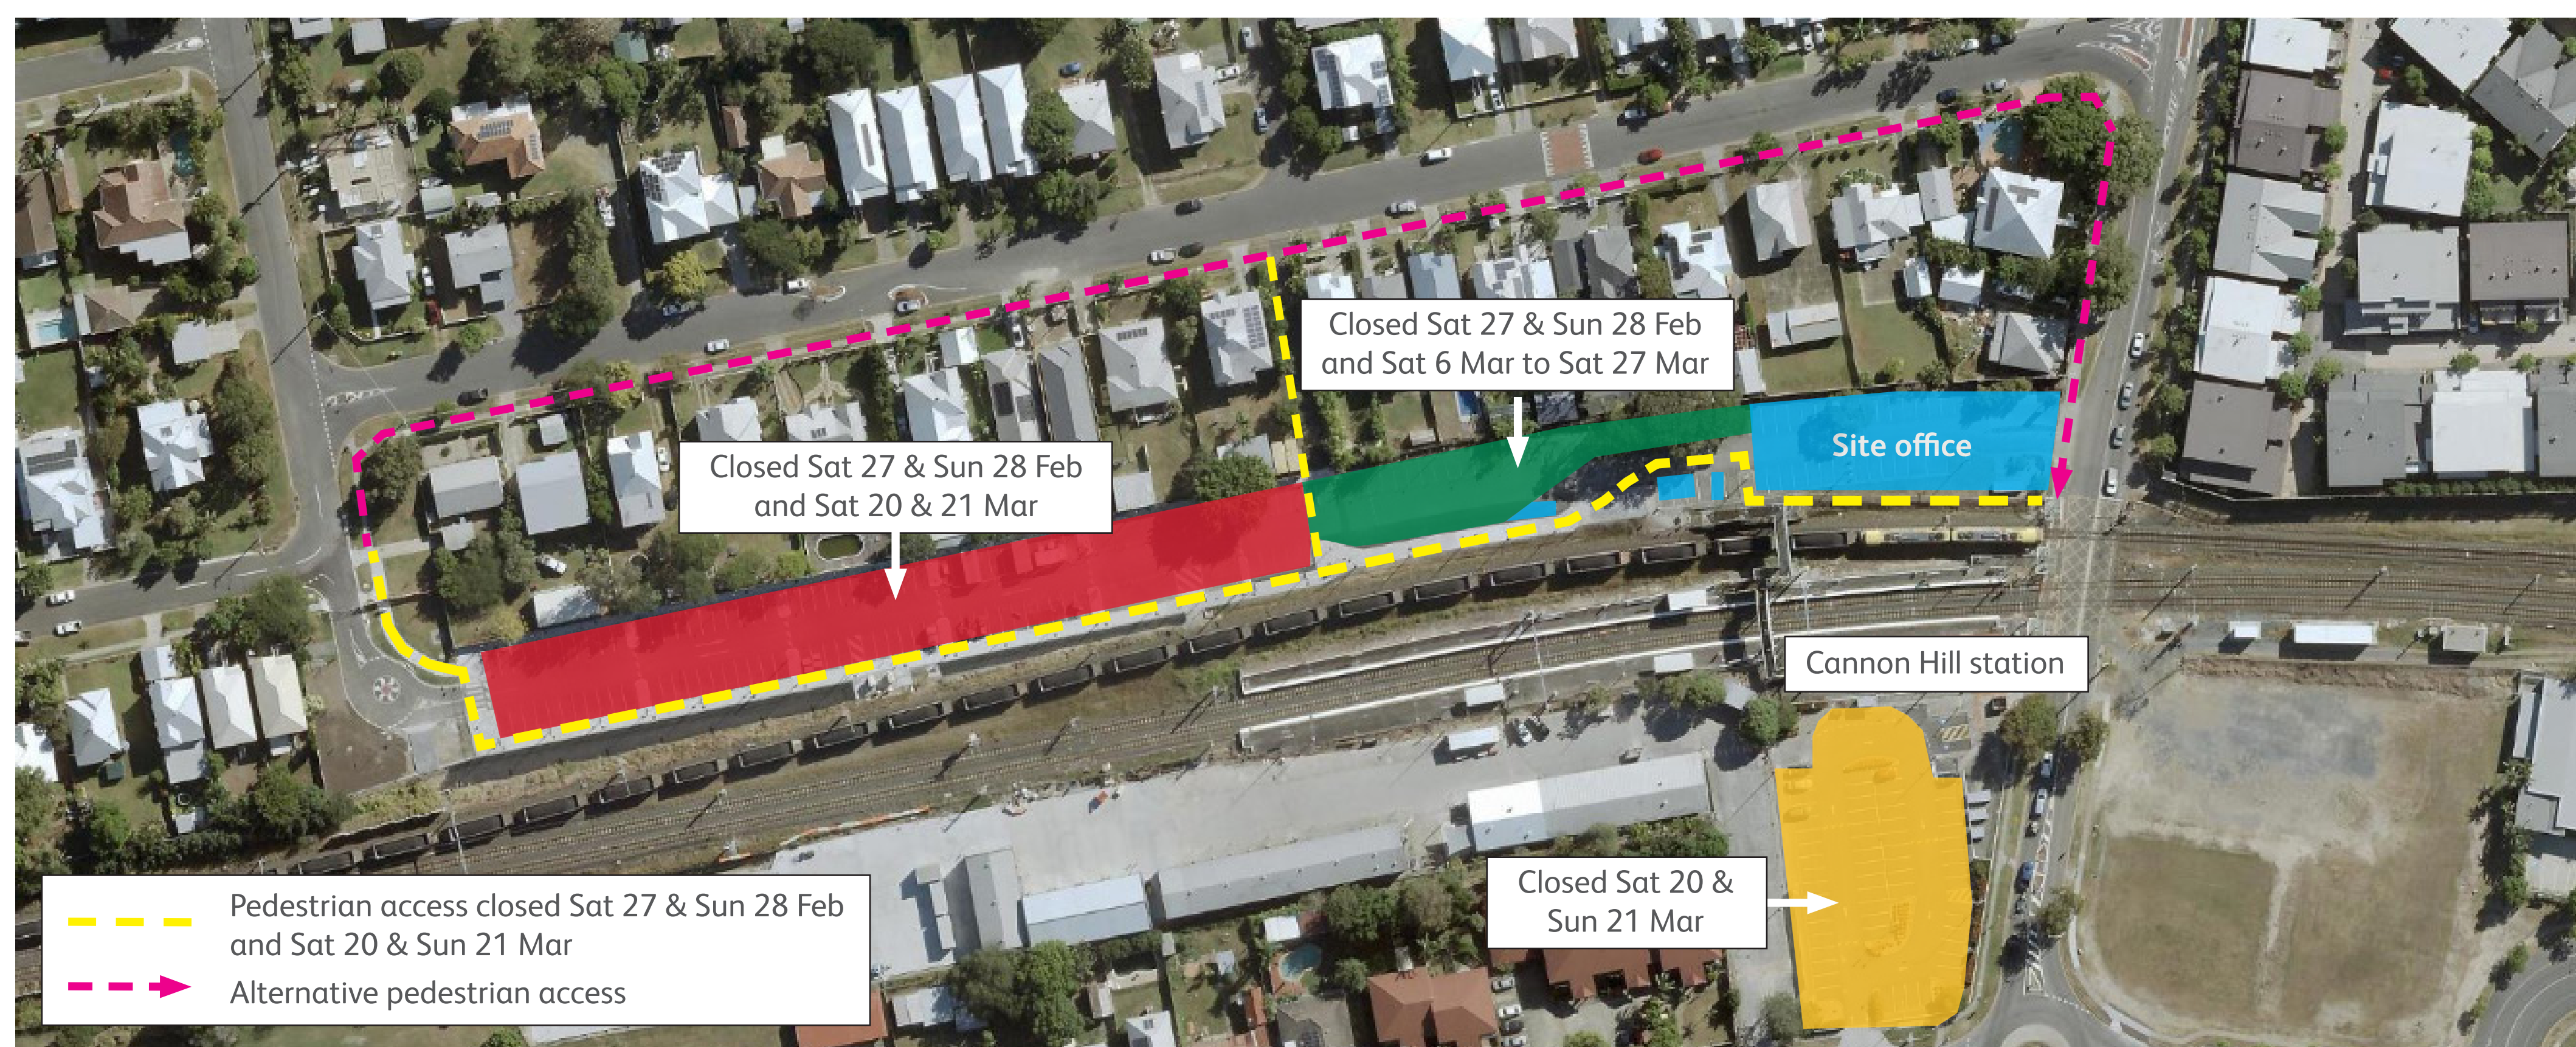 Closed Sat 27 & Sun 28 Feb
and Sat 6 Mar to Sat 27 Mar
Site office
Closed Sat 27 & Sun 28 Feb
and Sat 20 & 21 Mar
Cannon Hill station
Closed Sat 20 &
Sun 21 Mar
Pedestrian access closed Sat 27 & Sun 28 Feb
and Sat 20 & Sun 21 Mar
Alternative pedestrian access